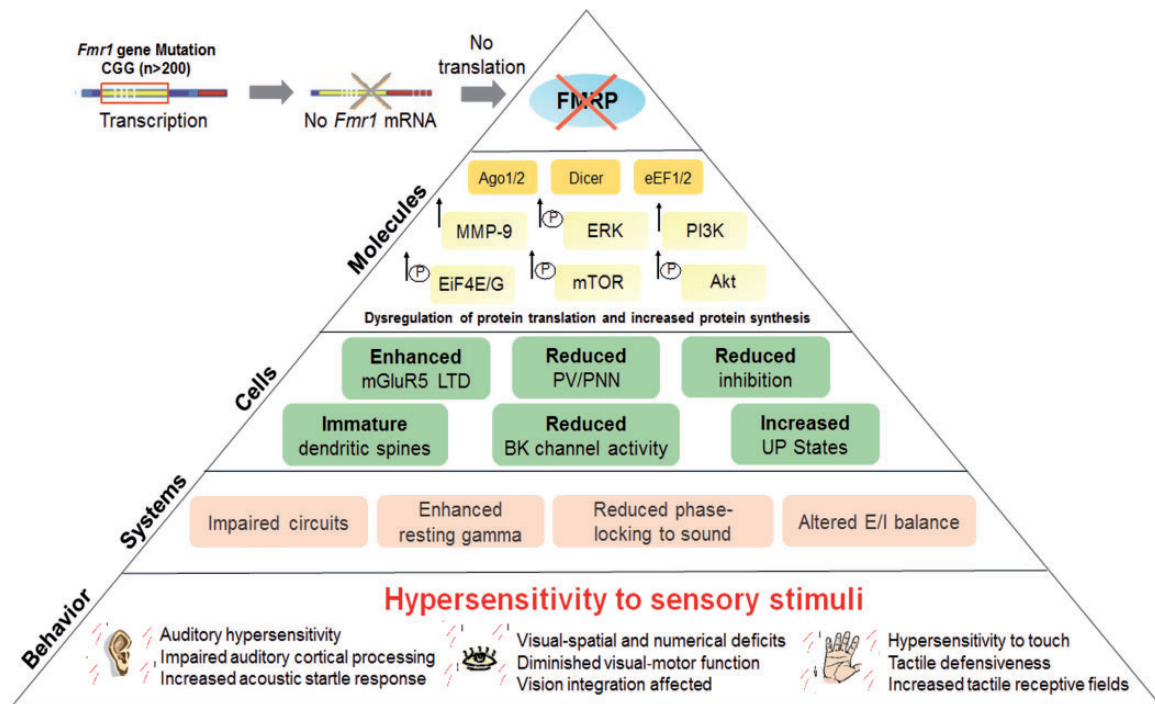 Fmr1 gene Mutation
CGG (n>200)
Transcription
No Fmr1 mRNA
No
translation
FMRP
Molecules
Ago1/2
Dicer
eEF1/2
MMP-9
P
ERK
PI3K
P
EiF4E/G
P
mTOR
P
Akt
Dysregulation of protein translation and increased protein synthesis
Cells
Enhanced
mGluR5 LTD
Reduced
PV/PNN
Reduced
inhibition
Immature
dendritic spines
Reduced
BK channel activity
Increased
UP States
Systems
Impaired circuits
Enhanced
resting gamma
Reduced phase-
locking to sound
Altered E/I balance
Behavior
Hypersensitivity to sensory stimuli
Auditory hypersensitivity
Impaired auditory cortical processing
Increased acoustic startle response
Visual-spatial and numerical deficits
Diminished visual-motor function
Vision integration affected
Hypersensitivity to touch
Tactile defensiveness
Increased tactile receptive fields